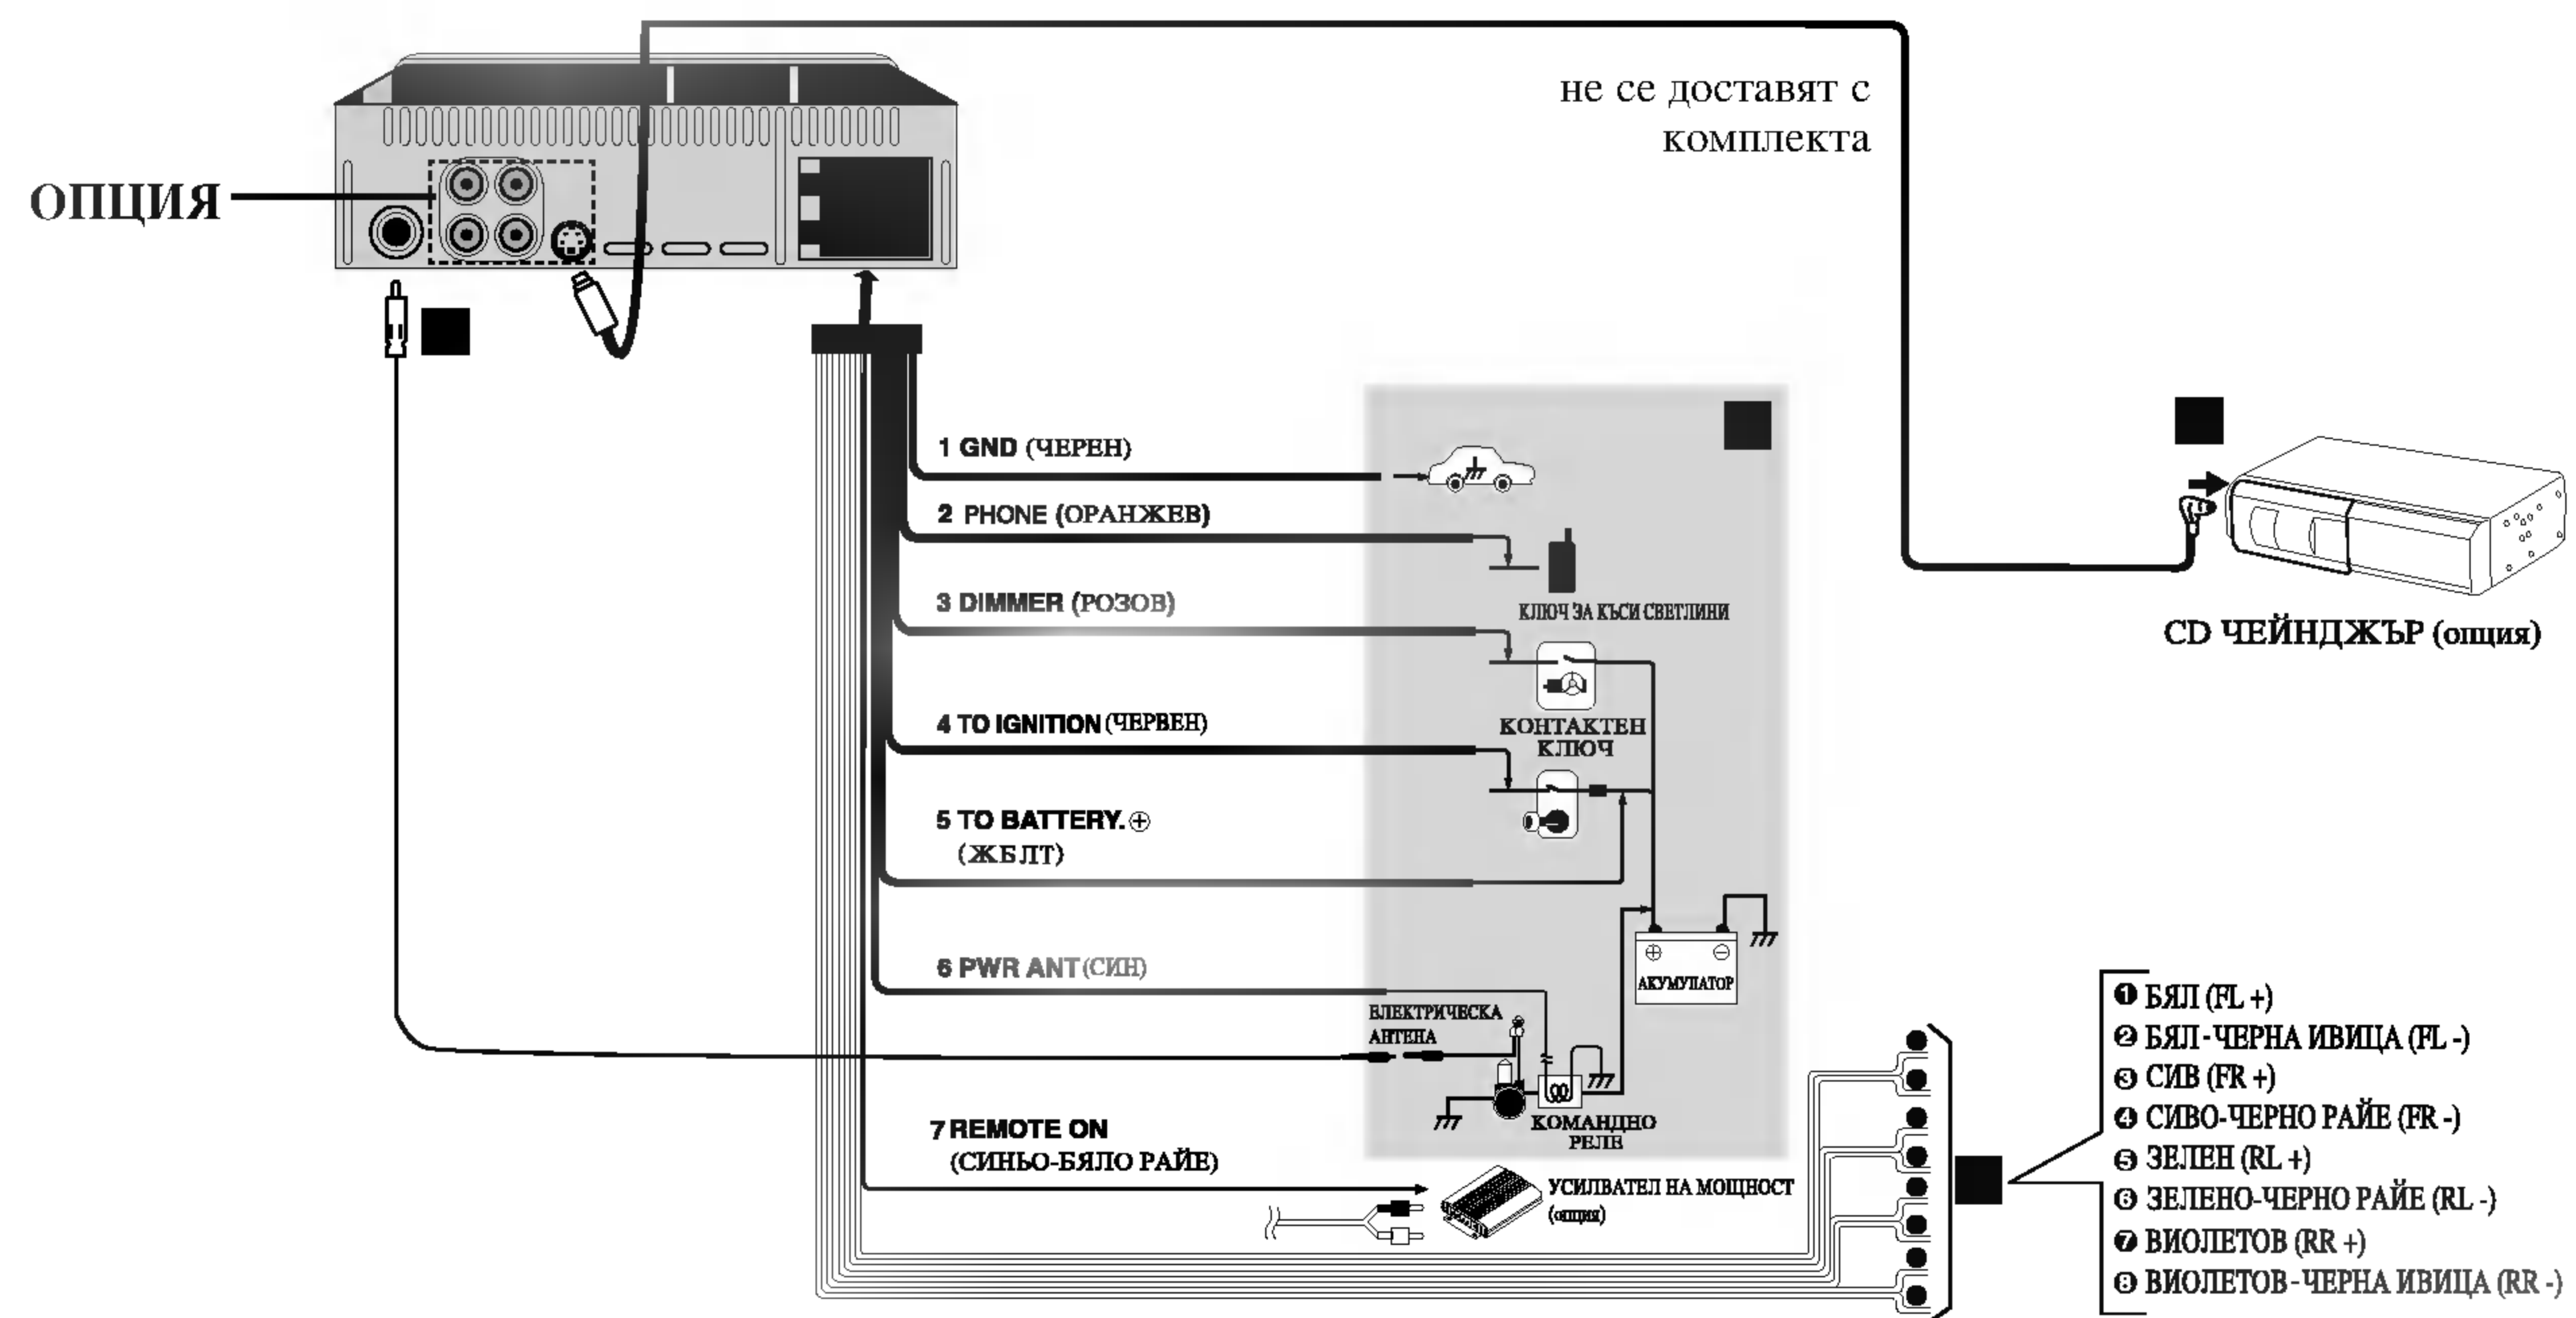 не се доставят с
комплекта
ОПЦИЯ
1 GND (ЧЕРЕН)
2 PHONE (ОРАНЖЕВ)
3 DIMMER (РОЗОВ)
КЛЮЧ ЗА КЪСИ СВЕТЛИНИ
CD ЧЕЙНДЖЪР (опция)
4 TO IGNITION (ЧЕРВЕН)
КОНТАКТЕН
КЛЮЧ
5 TO BATTERY. ⊕
(ЖБЛТ)
6 PWR ANT (СИН)
⊕ ⊖
АКУМУЛАТОР
ЕЛЕКТРИЧЕСКА
АНТЕНА
КОМАНДНО
РЕЛЕ
7 REMOTE ON
(СИНЬО-БЯЛО РАЙЕ)
УСИЛВАТЕЛ НА МОЩНОСТ
(опция)
❶ БЯЛ (FL +)
❷ БЯЛ-ЧЕРНА ИВИЦА (FL -)
❸ СИВ (FR +)
❹ СИВО-ЧЕРНО РАЙЕ (FR -)
❺ ЗЕЛЕН (RL +)
❻ ЗЕЛЕНО-ЧЕРНО РАЙЕ (RL -)
❼ ВИОЛЕТОВ (RR +)
❽ ВИОЛЕТОВ-ЧЕРНА ИВИЦА (RR -)